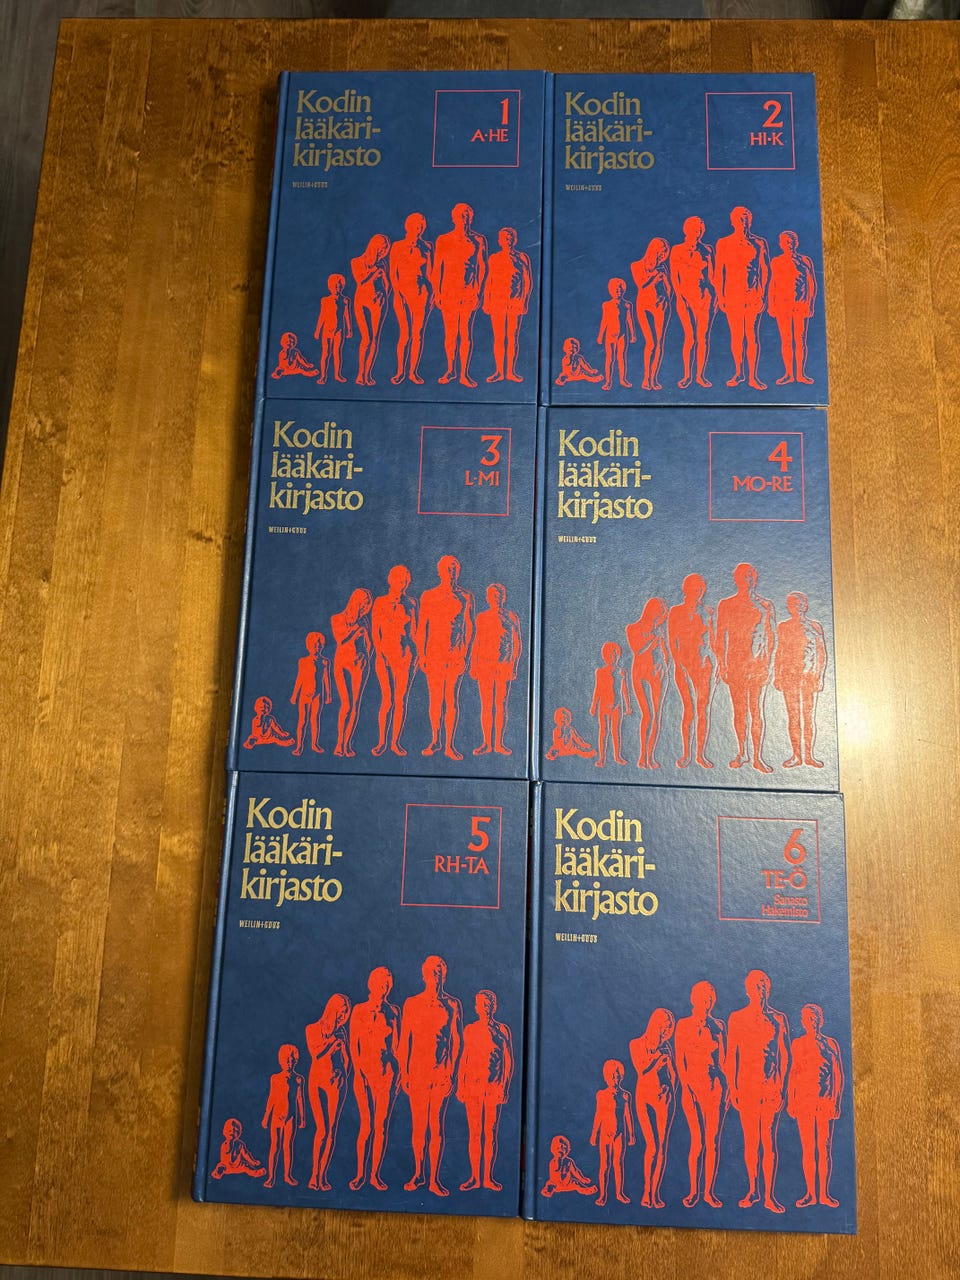 Kodin
lääkäri-
kirjasto
WEILIN+GÖÖS
1
A·HE
Kodin
lääkäri-
kirjasto
WEILIN+GÖÖS
2
HI·K
Kodin
lääkäri-
kirjasto
WEILIN+GÖÖS
3
L·MI
Kodin
lääkäri-
kirjasto
WEILIN+GÖÖS
4
MO-RE
Kodin
lääkäri-
kirjasto
WEILIN+GÖÖS
5
RH-TA
Kodin
lääkäri-
kirjasto
WEILIN+GÖÖS
6
TE-Ö
Sanasto
Hakemisto